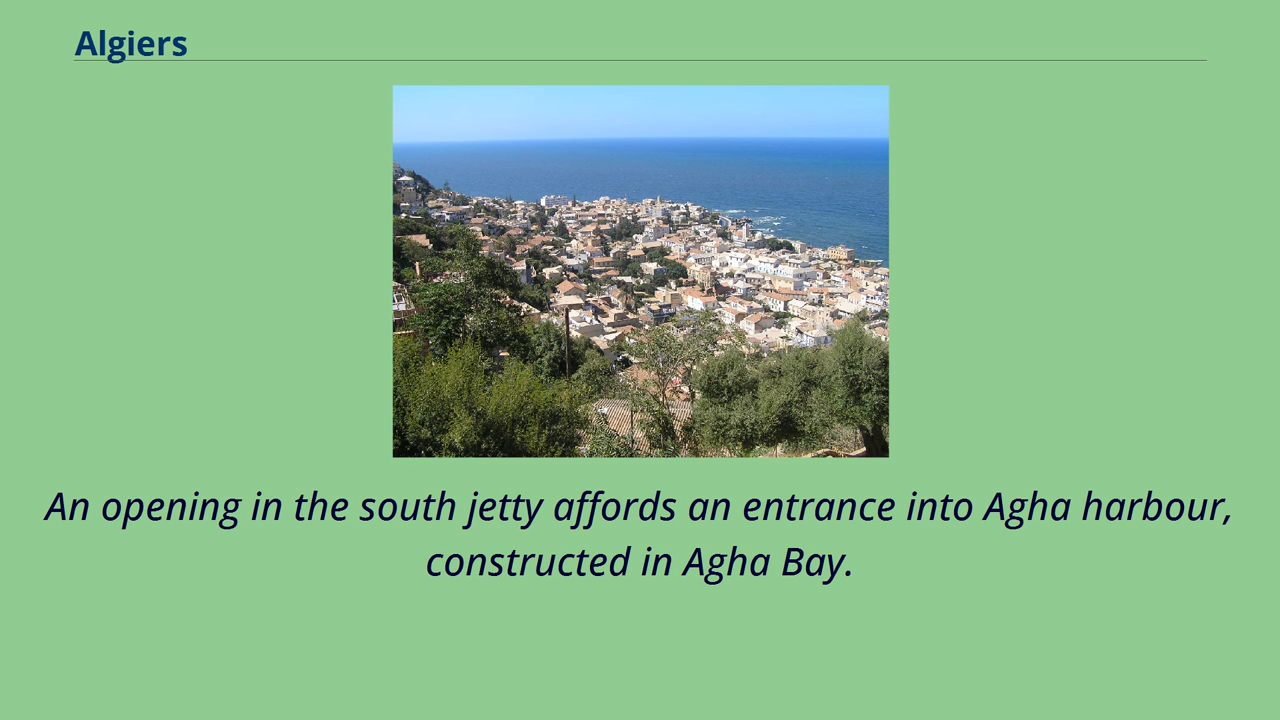 Algiers
An opening in the south jetty affords an entrance into Agha harbour,
constructed in Agha Bay.